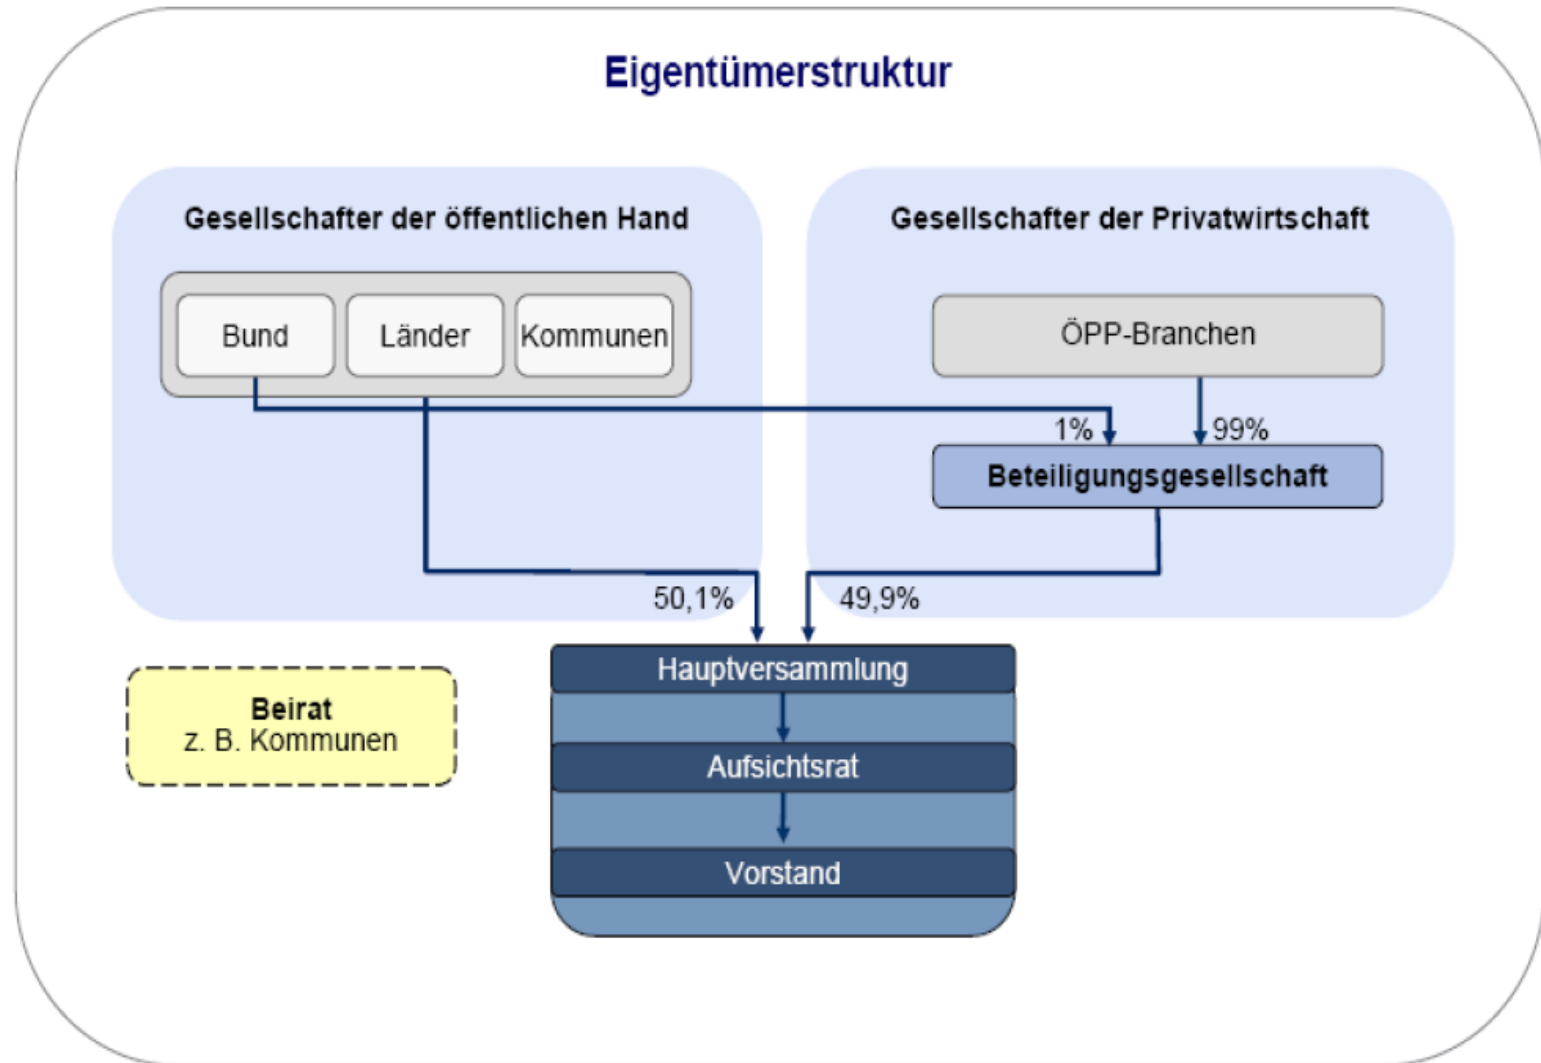 Eigentümerstruktur
Gesellschafter der öffentlichen Hand
Gesellschafter der Privatwirtschaft
Bund
Länder
Kommunen
ÖPP-Branchen
1%
99%
Beteiligungsgesellschaft
50,1%
49,9%
Hauptversammlung
Beirat
z. B. Kommunen
Aufsichtsrat
Vorstand